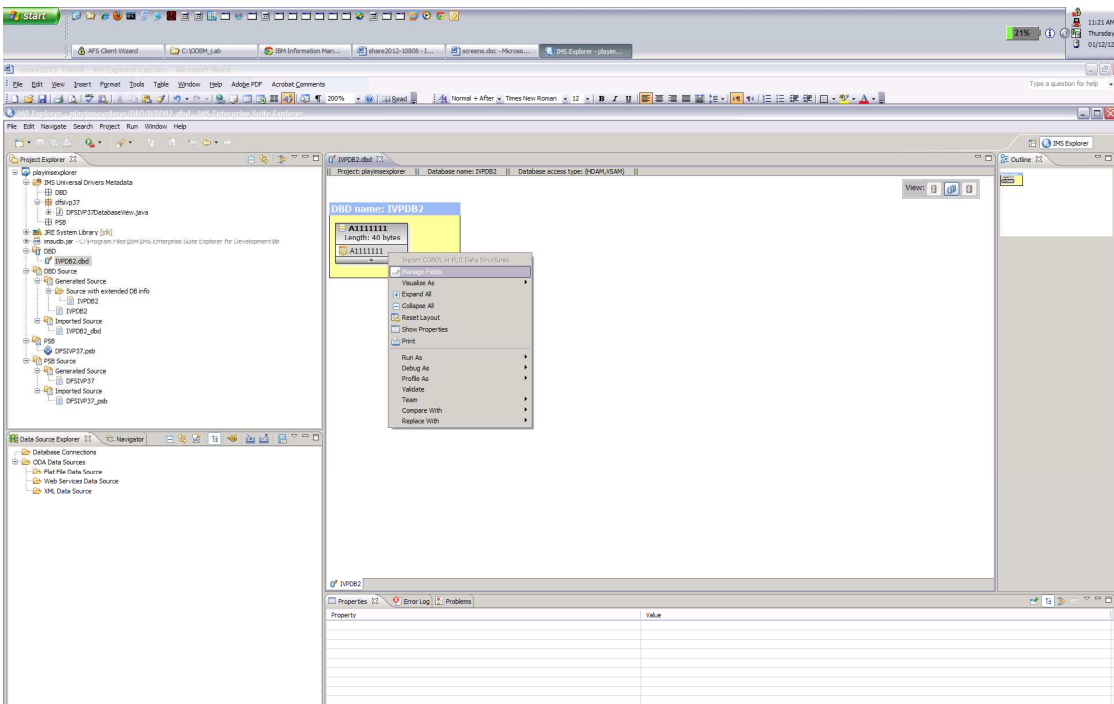 start
21%
11:21 AM
Thursday
01/12/12
AFS Client Wizard
C:\DDBM_Lab
IBM Information Man...
share2012-10808 - I...
screens.doc - Microso...
IMS Explorer - playim...
share2012-10808 - IMS Explorer Lab.doc - Microsoft Word
File Edit View Insert Format Tools Table Window Help Adobe PDF Acrobat Comments
Type a question for help
200% Read Normal + After Times New Roman 12 B I U
IMS Explorer - playimsexplorer/DBD/IVPDB2.dbd - IMS Enterprise Suite Explorer
File Edit Navigate Search Project Run Window Help
IMS Explorer
Project Explorer
playimsexplorer
IMS Universal Drivers Metadata
DBD
dfsivp37
DFSIVP37DatabaseView.java
PSB
JRE System Library [jdk]
imsudb.jar - C:\Program Files\IBM\IMS Enterprise Suite Explorer for Development\lib
DBD
IVPDB2.dbd
DBD Source
Generated Source
Source with extended DB info
IVPDB2
IVPDB2
Imported Source
IVPDB2_dbd
PSB
DFSIVP37.psb
PSB Source
Generated Source
DFSIVP37
Imported Source
DFSIVP37_psb
IVPDB2.dbd
Project: playimsexplorer || Database name: IVPDB2 || Database access type: (HDAM,VSAM) ||
View:
DBD name: IVPDB2
A1111111
Length: 40 bytes
A1111111
Import COBOL or PL/I Data Structures
Manage Fields
Visualize As
Expand All
Collapse All
Reset Layout
Show Properties
Print
Run As
Debug As
Profile As
Validate
Team
Compare With
Replace With
Outline
Data Source Explorer
Navigator
Database Connections
ODA Data Sources
Flat File Data Source
Web Services Data Source
XML Data Source
IVPDB2
Properties
Error Log
Problems
Property Value